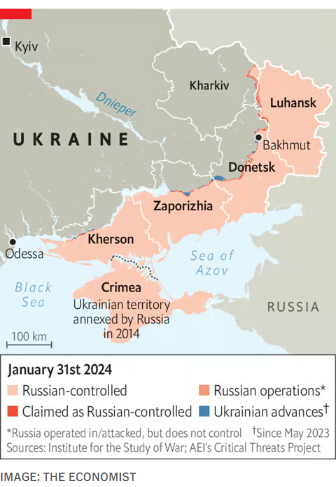 Kyiv
Kharkiv
Luhansk
Dnieper
UKRAINE
Bakhmut
Donetsk
Zaporizhia
Kherson
Odessa
Sea of
Azov
Black
Sea
Crimea
Ukrainian territory
annexed by Russia
in 2014
RUSSIA
100 km
January 31st 2024
Russian-controlled
Russian operations*
Claimed as Russian-controlled
Ukrainian advances†
*Russia operated in/attacked, but does not control †Since May 2023
Sources: Institute for the Study of War; AEI's Critical Threats Project
IMAGE: THE ECONOMIST